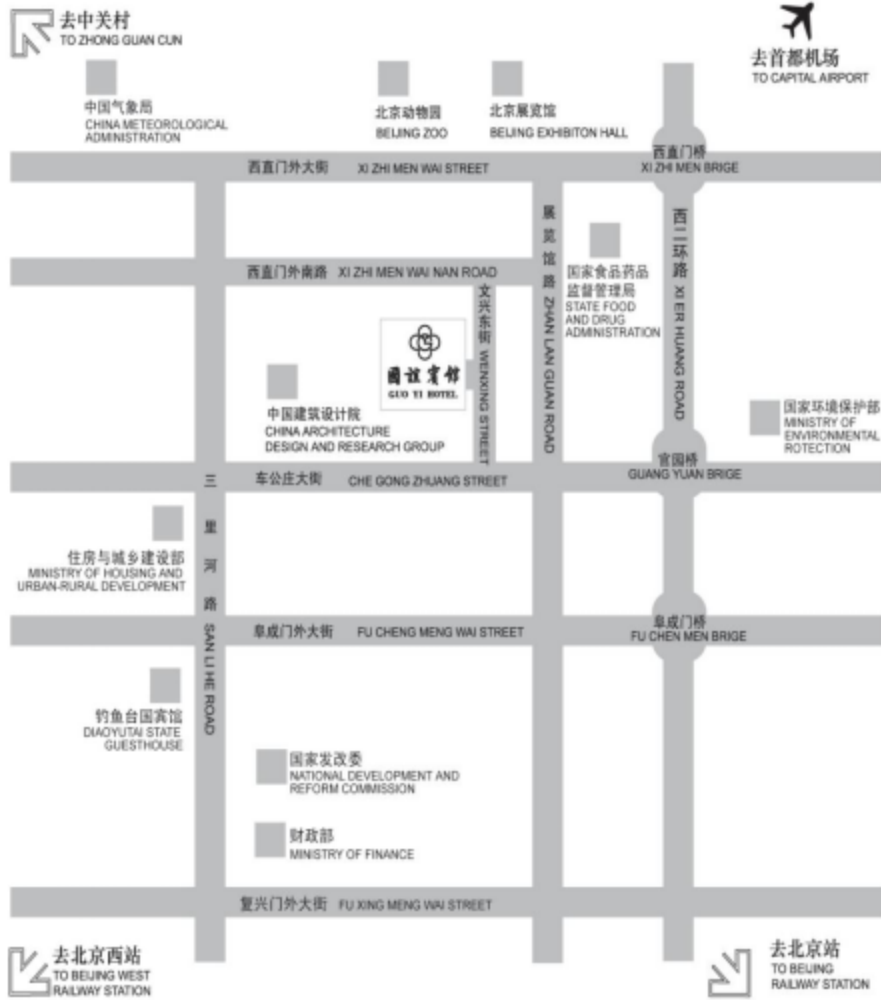 去中关村
TO ZHONG GUAN CUN
去首都机场
TO CAPITAL AIRPORT
中国气象局
CHINA METEOROLOGICAL
ADMINISTRATION
北京动物园
BEIJING ZOO
北京展览馆
BEIJING EXHIBITON HALL
西直门外大街 XI ZHI MEN WAI STREET
西直门桥
XI ZHI MEN BRIGE
展览馆路 ZHAN LAN GUAN ROAD
西二环路 XI ER HUANG ROAD
国家食品药品
监督管理局
STATE FOOD
AND DRUG
ADMINISTRATION
西直门外南路 XI ZHI MEN WAI NAN ROAD
文兴东街 WENXING STREET
國誼賓館
GUO YI HOTEL
中国建筑设计院
CHINA ARCHITECTURE
DESIGN AND RESEARCH GROUP
国家环境保护部
MINISTRY OF
ENVIRONMENTAL
ROTECTION
官园桥
GUANG YUAN BRIGE
车公庄大街 CHE GONG ZHUANG STREET
三里河路 SAN LI HE ROAD
住房与城乡建设部
MINISTRY OF HOUSING AND
URBAN-RURAL DEVELOPMENT
阜成门外大街 FU CHENG MENG WAI STREET
阜成门桥
FU CHEN MEN BRIGE
钓鱼台国宾馆
DIAOYUTAI STATE
GUESTHOUSE
国家发改委
NATIONAL DEVELOPMENT AND
REFORM COMMISSION
财政部
MINISTRY OF FINANCE
复兴门外大街 FU XING MENG WAI STREET
去北京西站
TO BEIJING WEST
RAILWAY STATION
去北京站
TO BEIJING
RAILWAY STATION